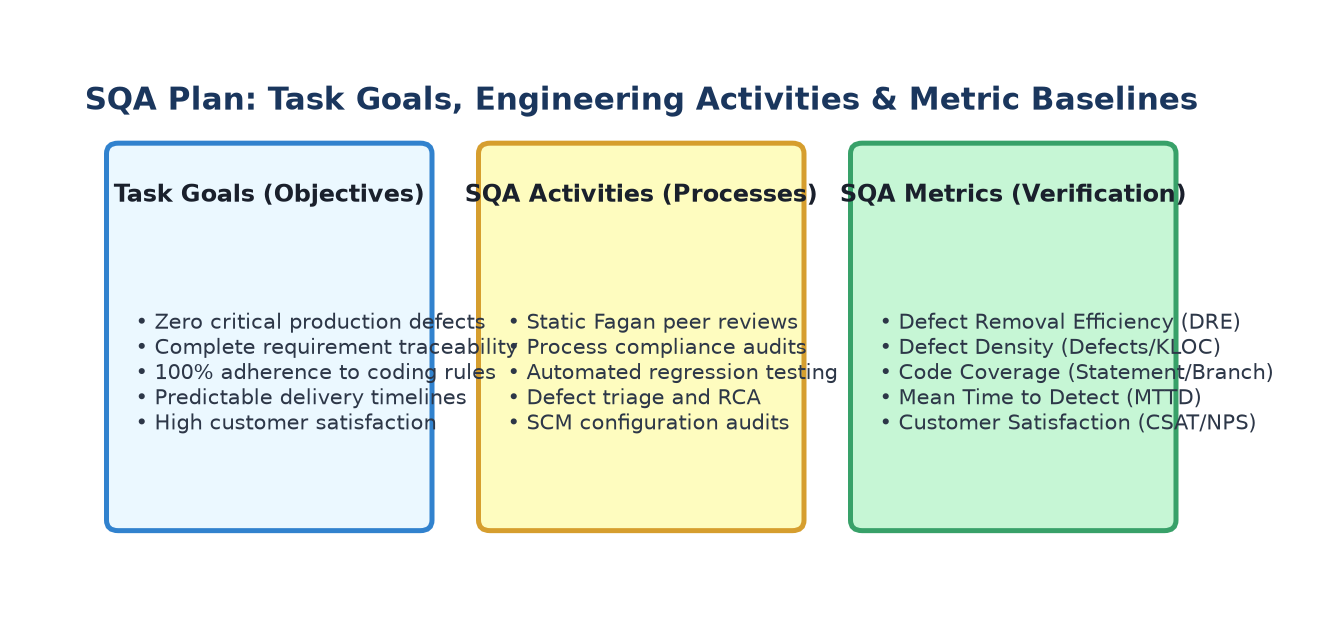 SQA Plan: Task Goals, Engineering Activities & Metric Baselines
Task Goals (Objectives)
• Zero critical production defects
• Complete requirement traceability
• 100% adherence to coding rules
• Predictable delivery timelines
• High customer satisfaction
SQA Activities (Processes)
• Static Fagan peer reviews
• Process compliance audits
• Automated regression testing
• Defect triage and RCA
• SCM configuration audits
SQA Metrics (Verification)
• Defect Removal Efficiency (DRE)
• Defect Density (Defects/KLOC)
• Code Coverage (Statement/Branch)
• Mean Time to Detect (MTTD)
• Customer Satisfaction (CSAT/NPS)